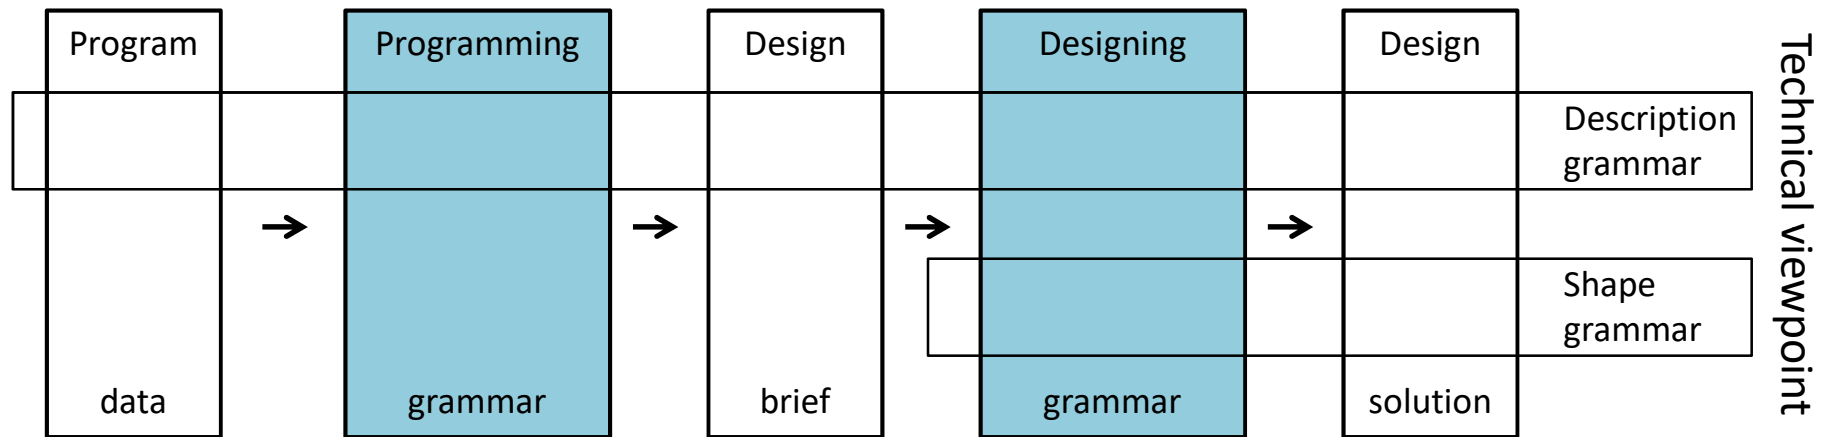 Program
data
Programming
grammar
Design
brief
Designing
grammar
Design
solution
Description
grammar
Shape
grammar
Technical viewpoint